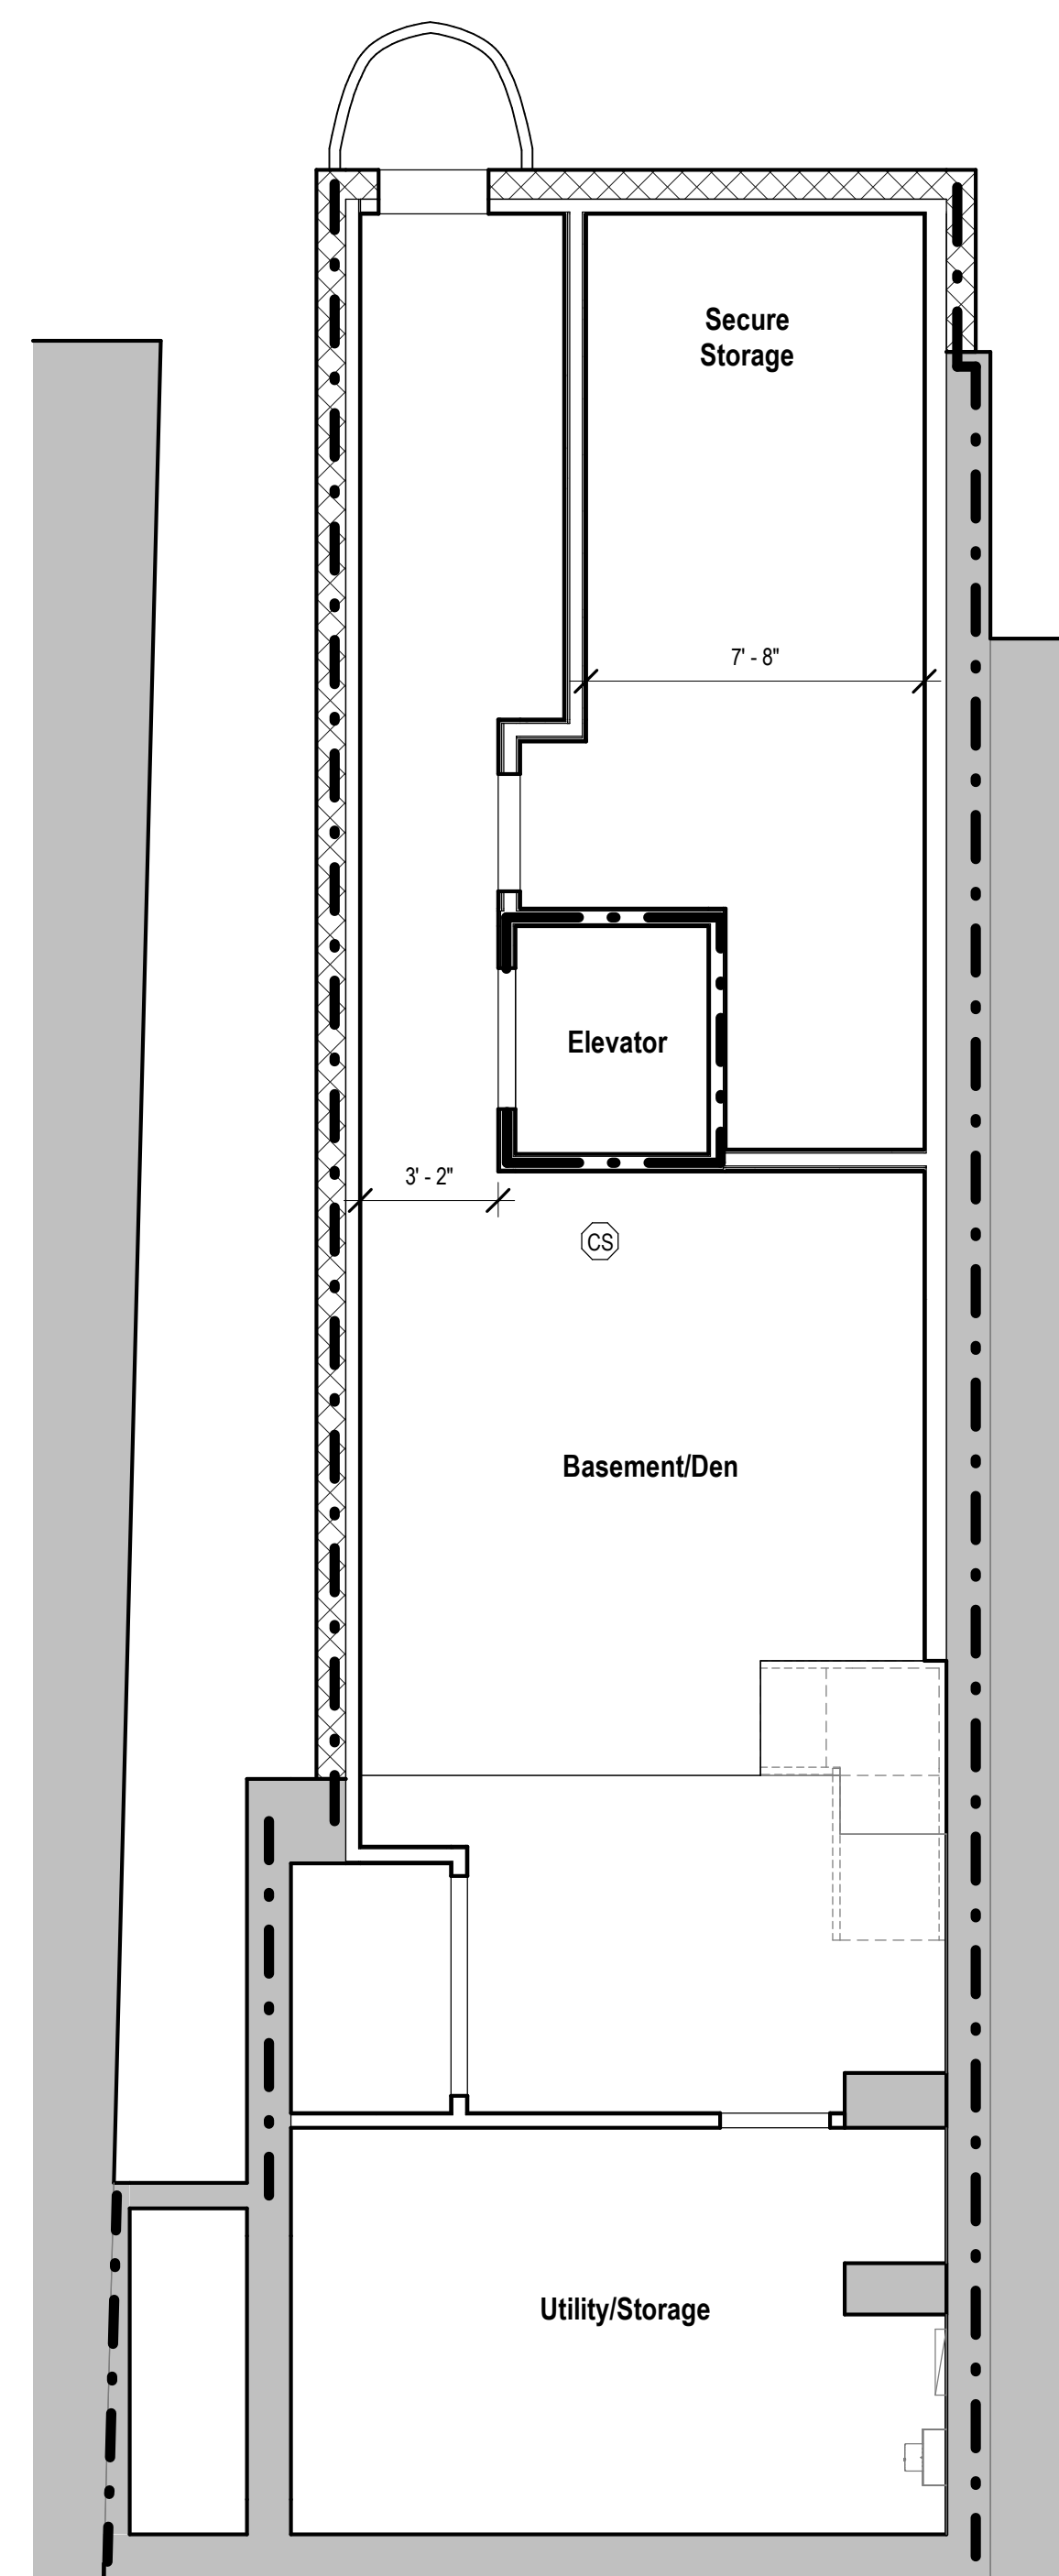 Secure
Storage
7' - 8"
Elevator
3' - 2"
CS
Basement/Den
Utility/Storage